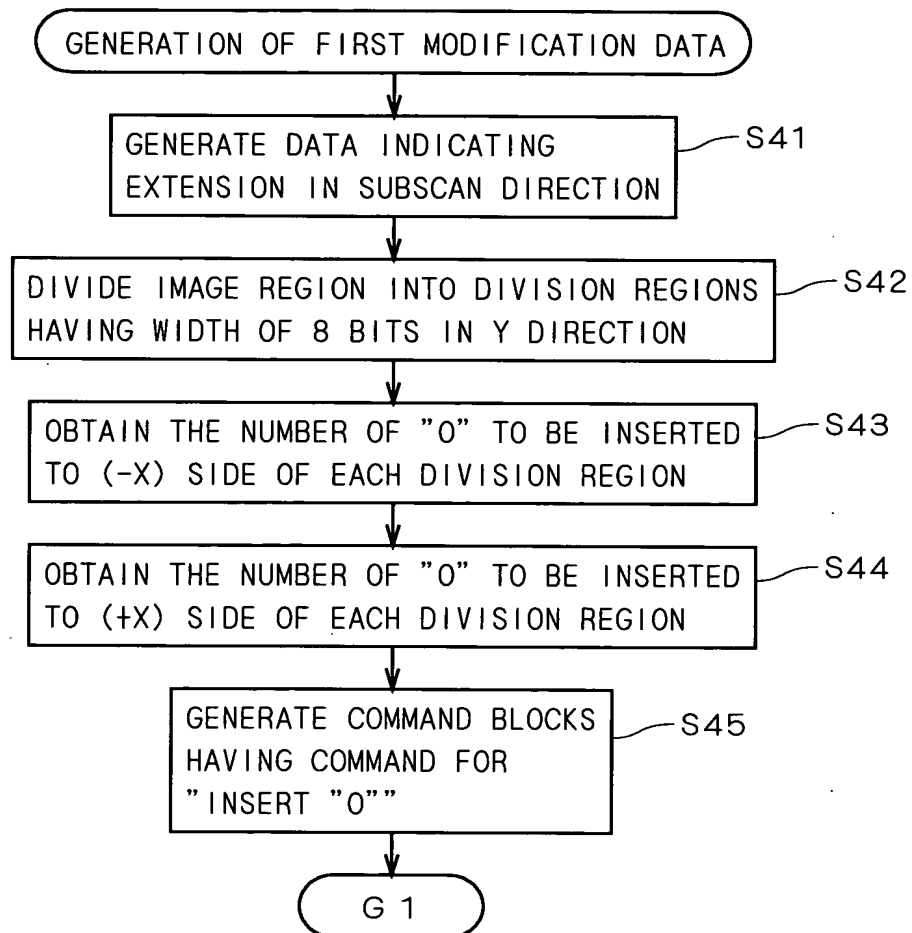 GENERATION OF FIRST MODIFICATION DATA
GENERATE DATA INDICATING
EXTENSION IN SUBSCAN DIRECTION
S41
DIVIDE IMAGE REGION INTO DIVISION REGIONS
HAVING WIDTH OF 8 BITS IN Y DIRECTION
S42
OBTAIN THE NUMBER OF "0" TO BE INSERTED
TO (-X) SIDE OF EACH DIVISION REGION
S43
OBTAIN THE NUMBER OF "0" TO BE INSERTED
TO (+X) SIDE OF EACH DIVISION REGION
S44
GENERATE COMMAND BLOCKS
HAVING COMMAND FOR
"INSERT "0""
S45
G 1